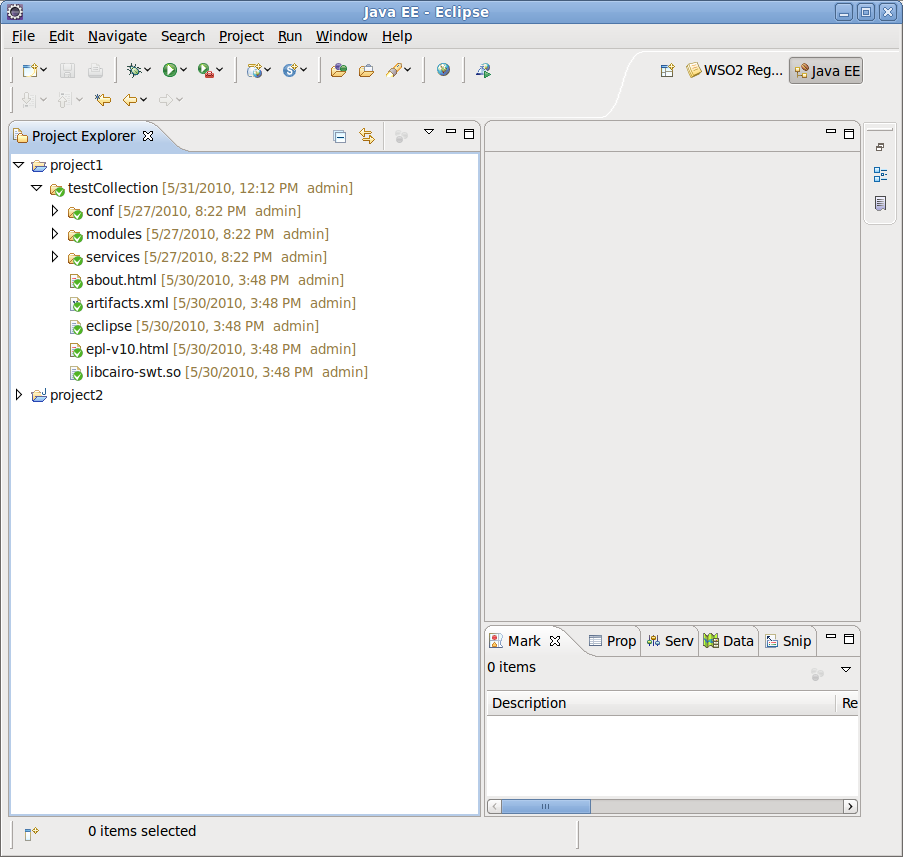 Java EE - Eclipse
File Edit Navigate Search Project Run Window Help
WSO2 Reg... Java EE
Project Explorer
project1
testCollection [5/31/2010, 12:12 PM admin]
conf [5/27/2010, 8:22 PM admin]
modules [5/27/2010, 8:22 PM admin]
services [5/27/2010, 8:22 PM admin]
about.html [5/30/2010, 3:48 PM admin]
artifacts.xml [5/30/2010, 3:48 PM admin]
eclipse [5/30/2010, 3:48 PM admin]
epl-v10.html [5/30/2010, 3:48 PM admin]
libcairo-swt.so [5/30/2010, 3:48 PM admin]
project2
Mark Prop Serv Data Snip
0 items
Description Re
0 items selected